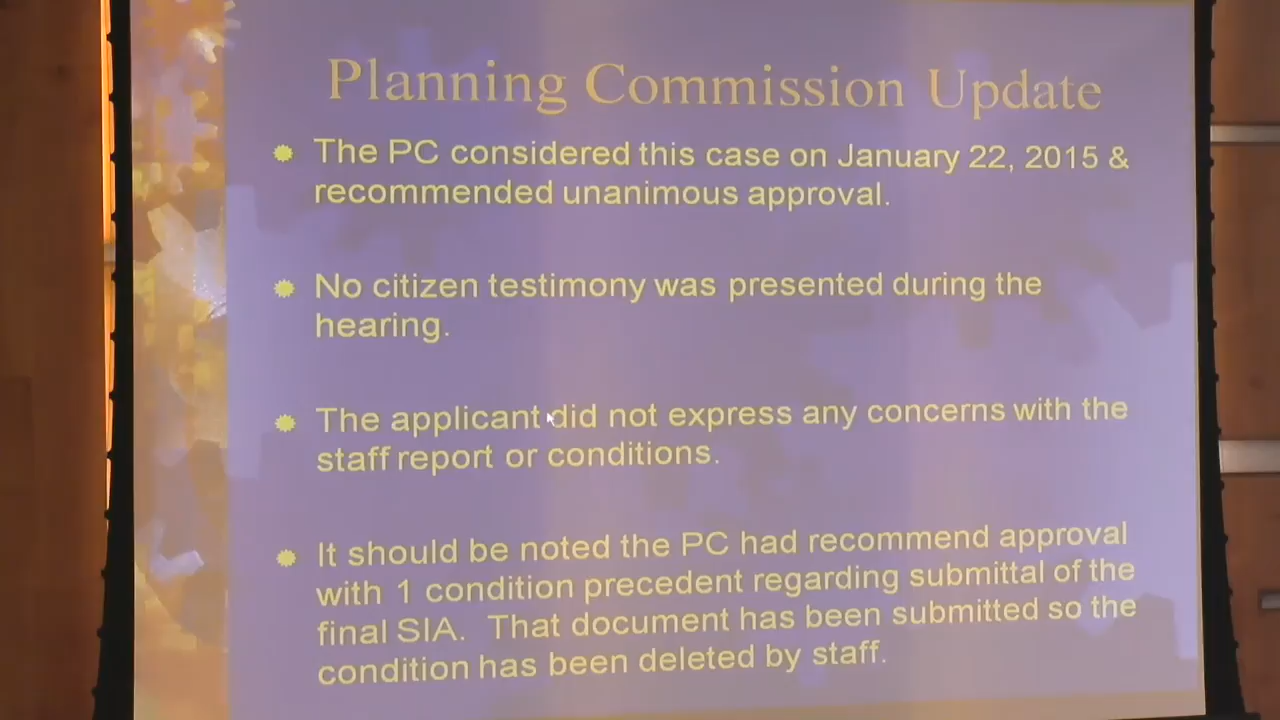 Planning Commission Update
The PC considered this case on January 22, 2015 &
recommended unanimous approval.
No citizen testimony was presented during the
hearing.
The applicant did not express any concerns with the
staff report or conditions.
It should be noted the PC had recommend approval
with 1 condition precedent regarding submittal of the
final SIA. That document has been submitted so the
condition has been deleted by staff.